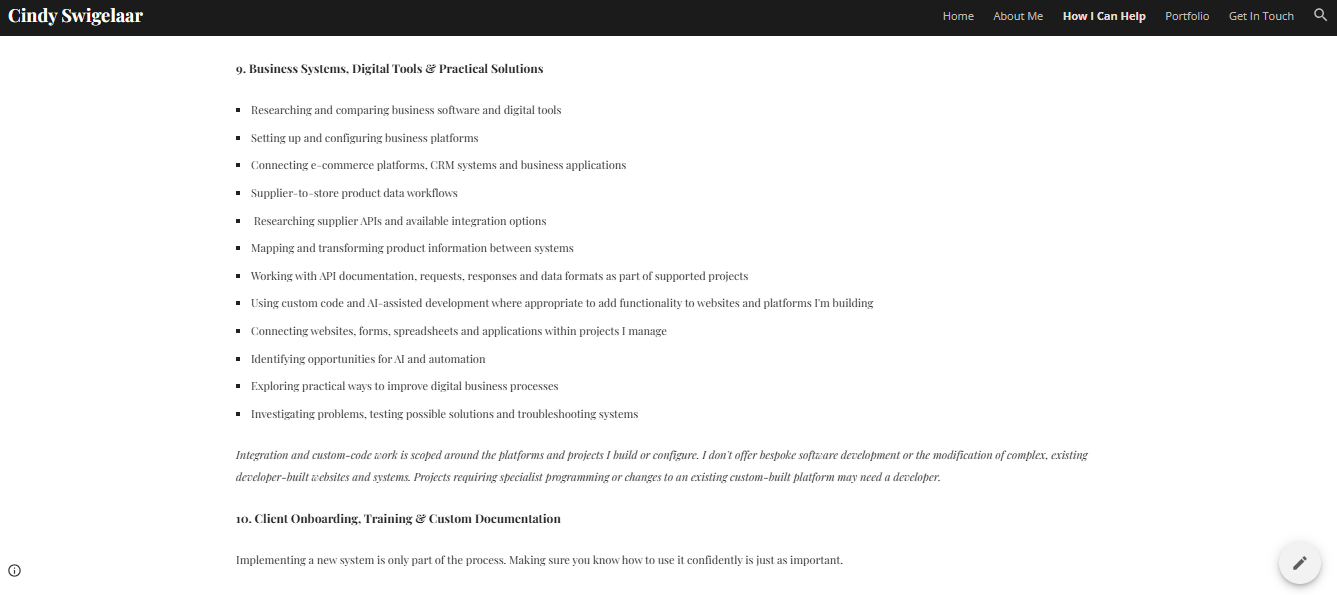 Cindy Swigelaar
Home About Me How I Can Help Portfolio Get In Touch
9. Business Systems, Digital Tools & Practical Solutions
Researching and comparing business software and digital tools
Setting up and configuring business platforms
Connecting e-commerce platforms, CRM systems and business applications
Supplier-to-store product data workflows
Researching supplier APIs and available integration options
Mapping and transforming product information between systems
Working with API documentation, requests, responses and data formats as part of supported projects
Using custom code and AI-assisted development where appropriate to add functionality to websites and platforms I'm building
Connecting websites, forms, spreadsheets and applications within projects I manage
Identifying opportunities for AI and automation
Exploring practical ways to improve digital business processes
Investigating problems, testing possible solutions and troubleshooting systems
Integration and custom-code work is scoped around the platforms and projects I build or configure. I don't offer bespoke software development or the modification of complex, existing
developer-built websites and systems. Projects requiring specialist programming or changes to an existing custom-built platform may need a developer.
10. Client Onboarding, Training & Custom Documentation
Implementing a new system is only part of the process. Making sure you know how to use it confidently is just as important.